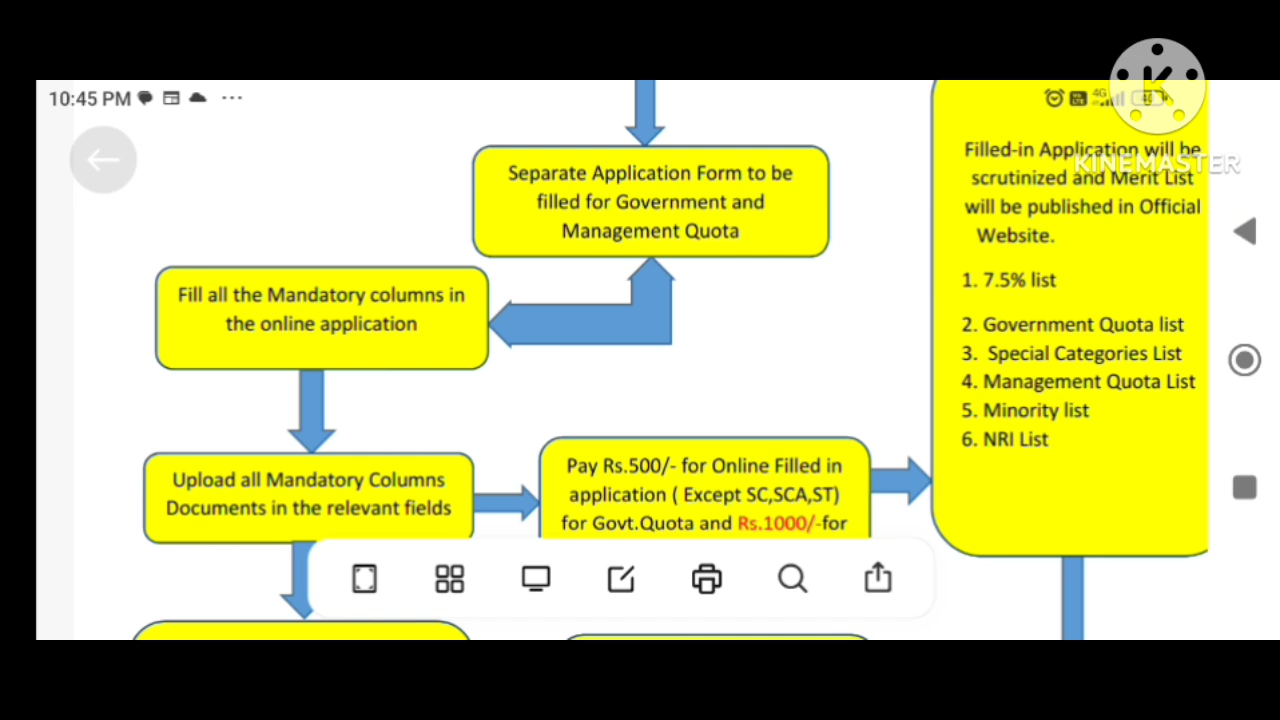 10:45 PM
4G
KINEMASTER
Separate Application Form to be
filled for Government and
Management Quota
Fill all the Mandatory columns in
the online application
Upload all Mandatory Columns
Documents in the relevant fields
Pay Rs.500/- for Online Filled in
application ( Except SC,SCA,ST)
for Govt.Quota and Rs.1000/-for
Filled-in Application will be
scrutinized and Merit List
will be published in Official
Website.
1. 7.5% list
2. Government Quota list
3. Special Categories List
4. Management Quota List
5. Minority list
6. NRI List